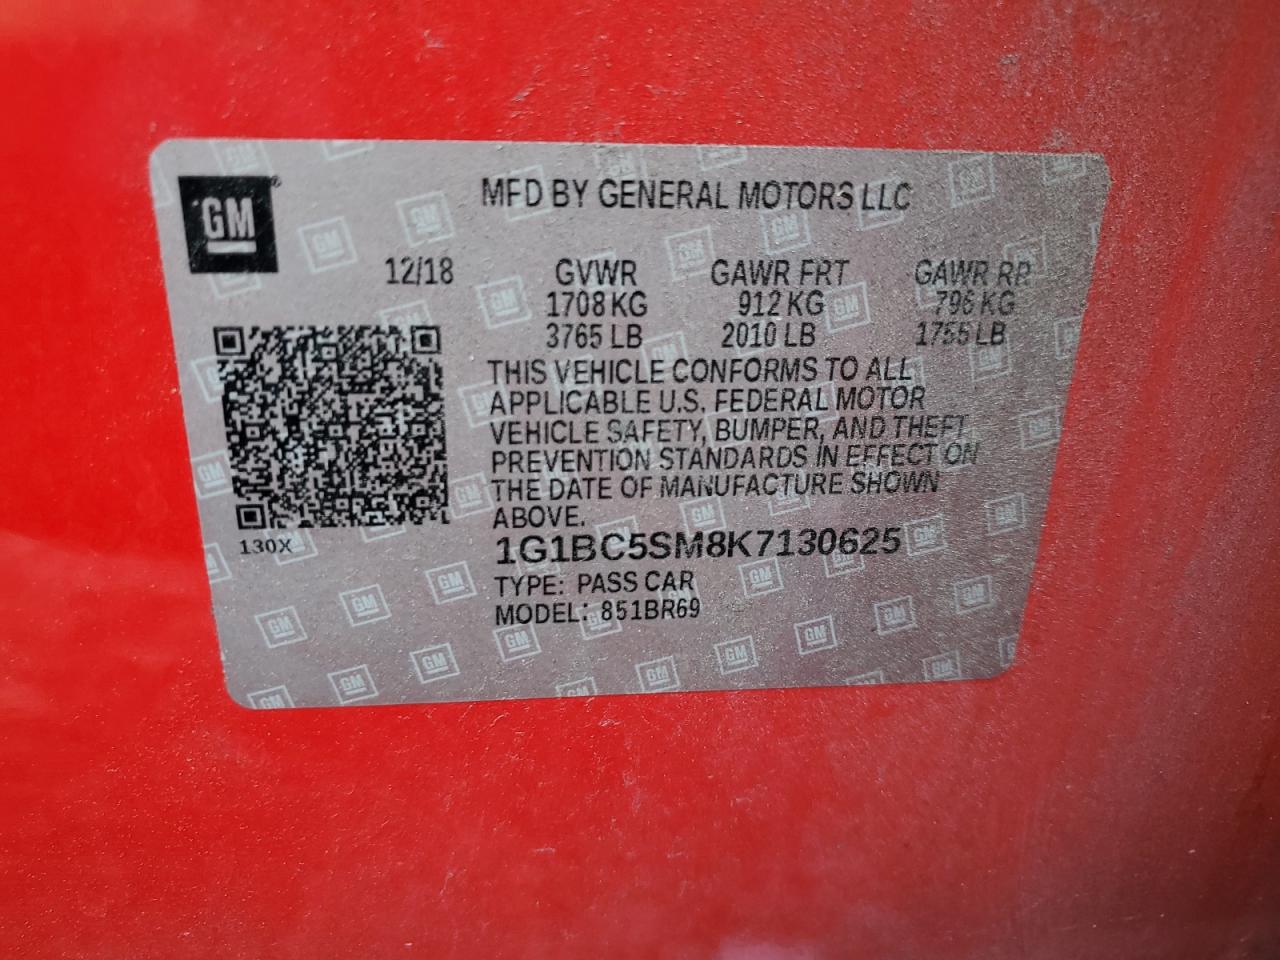 GM
MFD BY GENERAL MOTORS LLC
12/18 GVWR GAWR FRT GAWR RR
1708 KG 912 KG 796 KG
3765 LB 2010 LB 1755 LB
THIS VEHICLE CONFORMS TO ALL
APPLICABLE U.S. FEDERAL MOTOR
VEHICLE SAFETY, BUMPER, AND THEFT
PREVENTION STANDARDS IN EFFECT ON
THE DATE OF MANUFACTURE SHOWN
ABOVE.
130X
1G1BC5SM8K7130625
TYPE: PASS CAR
MODEL: 851BR69